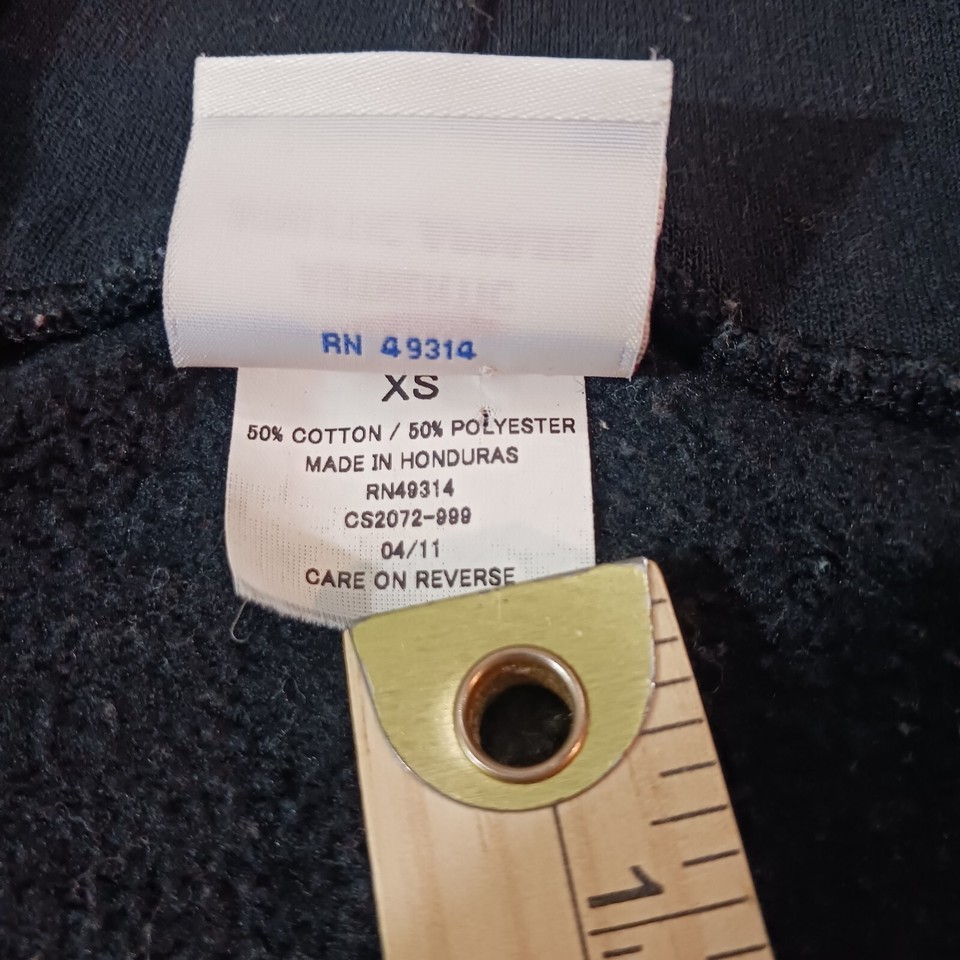 RN 49314
XS
50% COTTON / 50% POLYESTER
MADE IN HONDURAS
RN49314
CS2072-999
04/11
CARE ON REVERSE
1